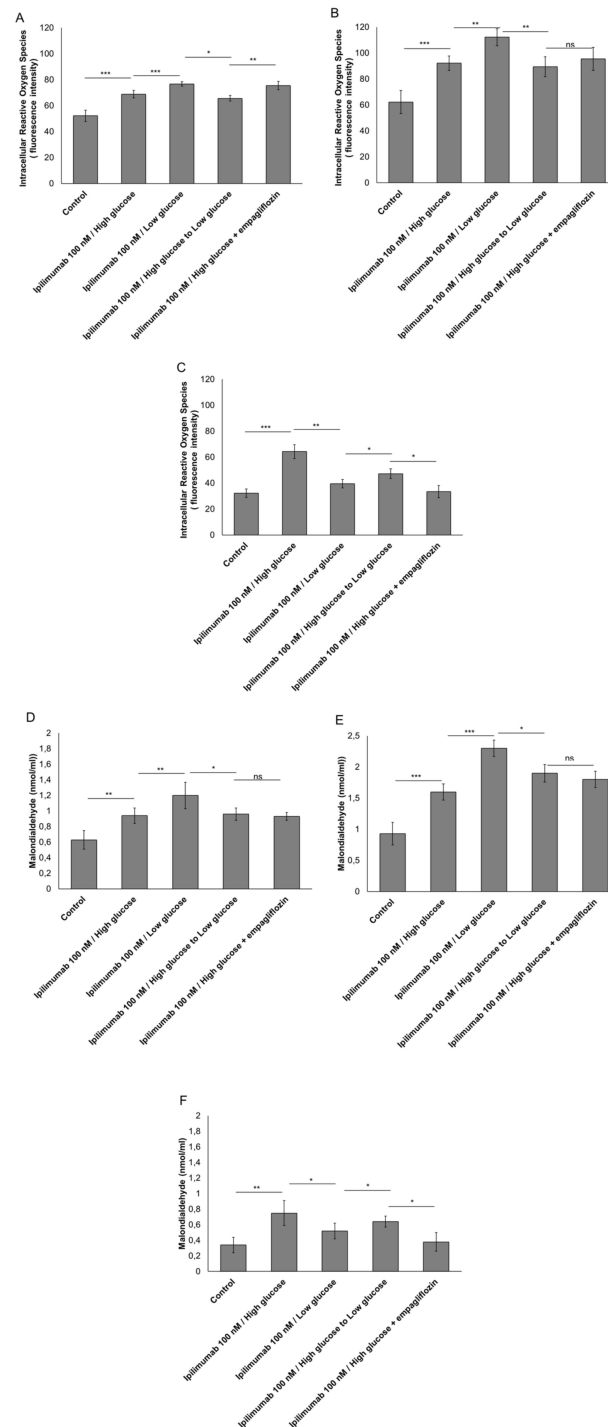 A
Intracellular Reactive Oxygen Species
( fluorescence intensity)
120
100
80
60
40
20
0
***
***
*
**
Control
Ipilimumab 100 nM / High glucose
Ipilimumab 100 nM / Low glucose
Ipilimumab 100 nM / High glucose to Low glucose
Ipilimumab 100 nM / High glucose + empagliflozin
B
Intracellular Reactive Oxygen Species
( fluorescence intensity)
120
100
80
60
40
20
0
***
**
**
ns
Control
Ipilimumab 100 nM / High glucose
Ipilimumab 100 nM / Low glucose
Ipilimumab 100 nM / High glucose to Low glucose
Ipilimumab 100 nM / High glucose + empagliflozin
C
Intracellular Reactive Oxygen Species
( fluorescence intensity)
120
100
80
60
40
20
0
***
**
*
*
Control
Ipilimumab 100 nM / High glucose
Ipilimumab 100 nM / Low glucose
Ipilimumab 100 nM / High glucose to Low glucose
Ipilimumab 100 nM / High glucose + empagliflozin
D
Malondialdehyde (nmol/ml))
2
1,8
1,6
1,4
1,2
1
0,8
0,6
0,4
0,2
0
**
**
*
ns
Control
Ipilimumab 100 nM / High glucose
Ipilimumab 100 nM / Low glucose
Ipilimumab 100 nM / High glucose to Low glucose
Ipilimumab 100 nM / High glucose + empagliflozin
E
Malondialdehyde (nmol/ml))
2,5
2
1,5
1
0,5
0
***
***
*
ns
Control
Ipilimumab 100 nM / High glucose
Ipilimumab 100 nM / Low glucose
Ipilimumab 100 nM / High glucose to Low glucose
Ipilimumab 100 nM / High glucose + empagliflozin
F
Malondialdehyde (nmol/ml)
2
1,8
1,6
1,4
1,2
1
0,8
0,6
0,4
0,2
0
**
*
*
*
Control
Ipilimumab 100 nM / High glucose
Ipilimumab 100 nM / Low glucose
Ipilimumab 100 nM / High glucose to Low glucose
Ipilimumab 100 nM / High glucose + empagliflozin